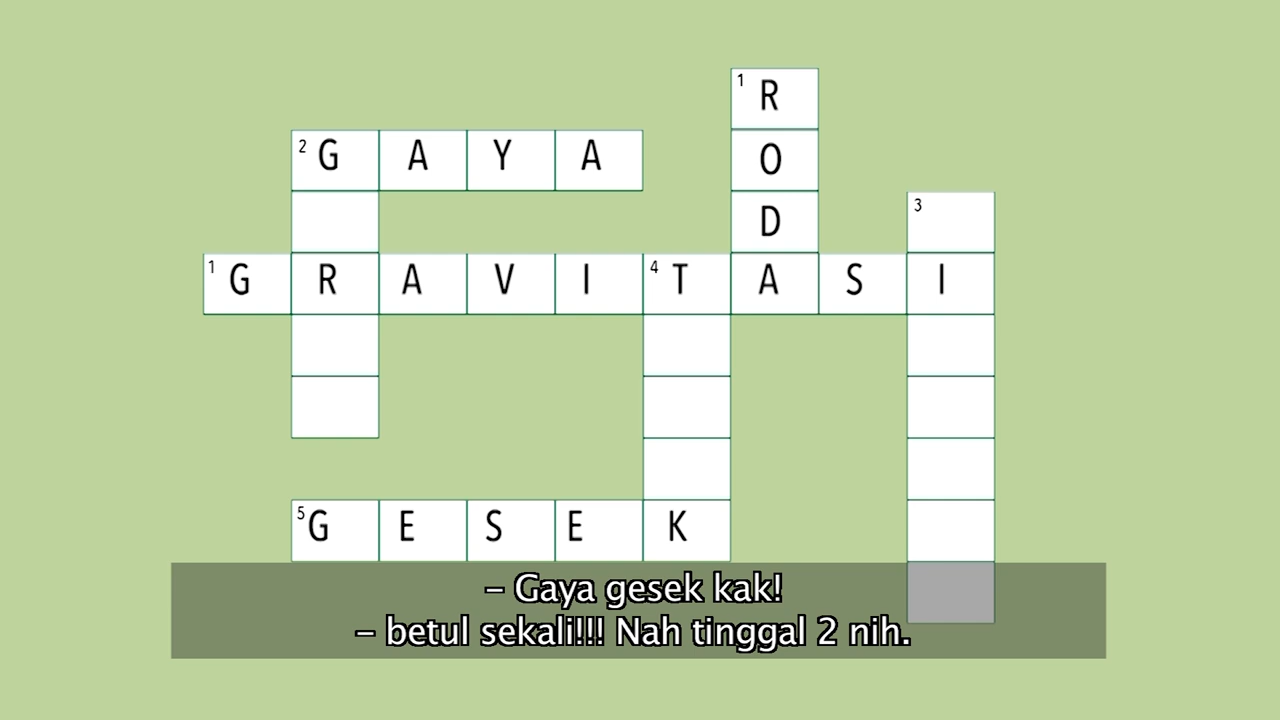 1 R
2 G A Y A
O
D
3
1 G R A V I 4 T A S I
5 G E S E K
– Gaya gesek kak!
– betul sekali!!! Nah tinggal 2 nih.